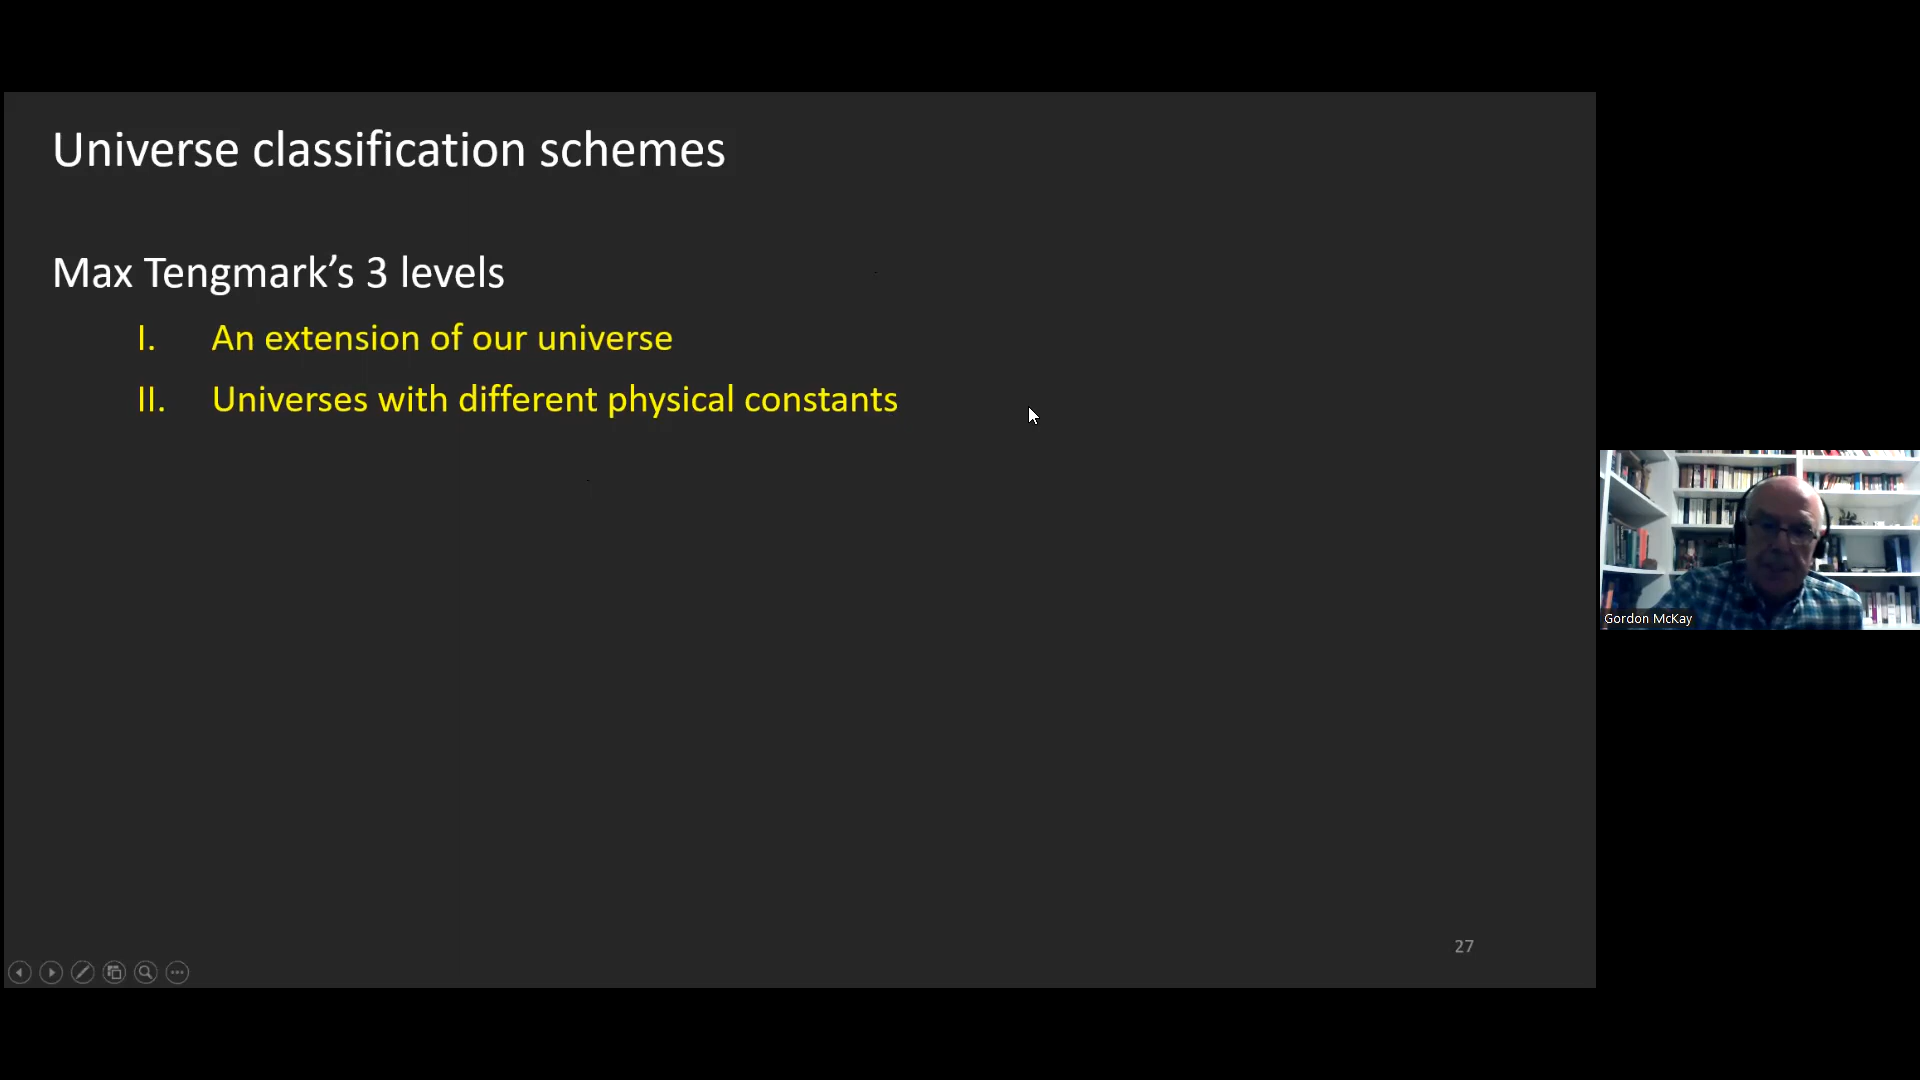 Universe classification schemes
Max Tengmark’s 3 levels
I. An extension of our universe
II. Universes with different physical constants
Gordon McKay
27